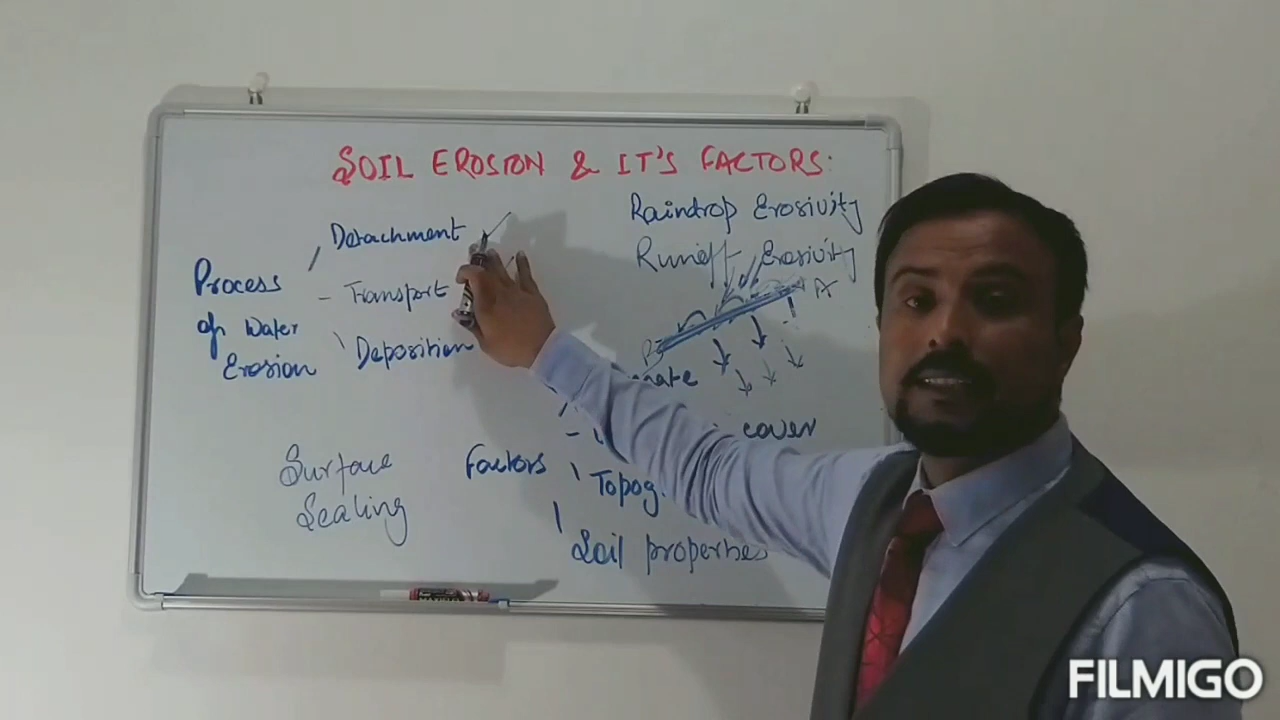 SOIL EROSION & IT'S FACTORS:
Process
of Water
Erosion
Detachment
Transport
Deposition
Raindrop Erosivity
Runoff Erosivity
A
B
mate
cover
Factors
Topog.
Soil properties
Surface
Sealing
FILMIGO